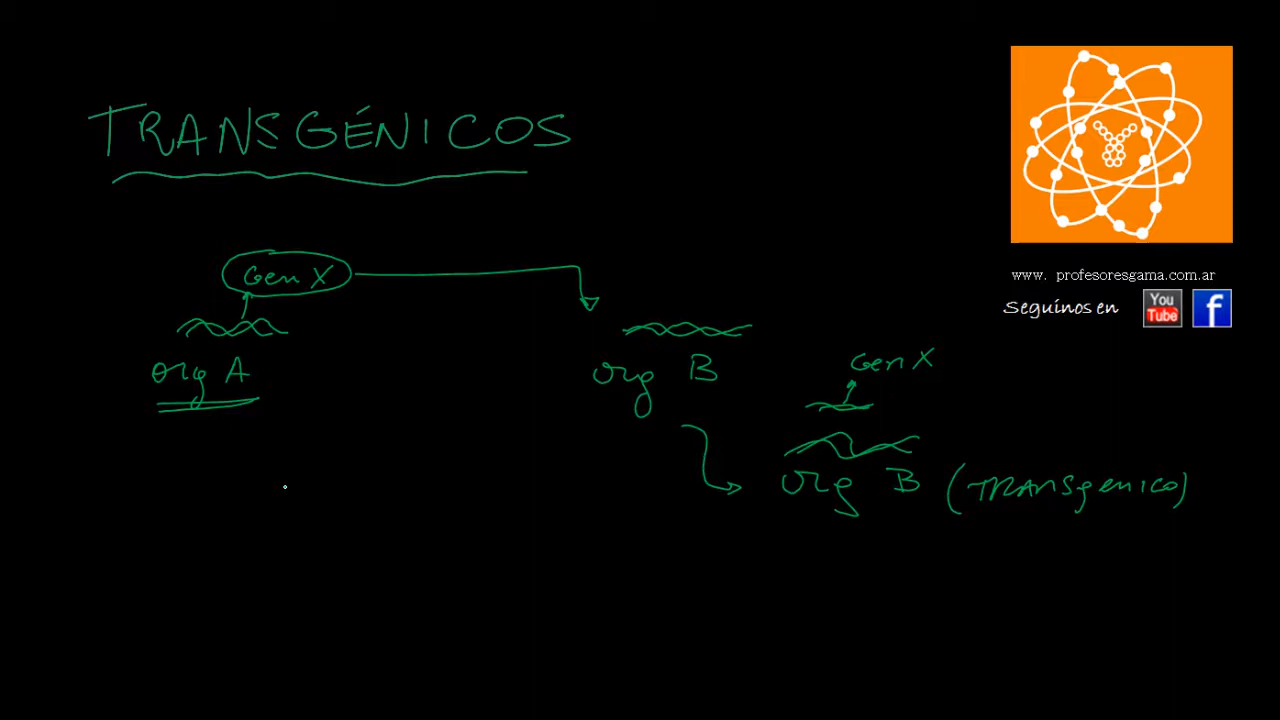 TRANSGÉNICOS
Gen X
org A
org B
Gen X
org B (TRANSgenico)
www. profesoresgama.com.ar
Seguinos en
You
Tube
f